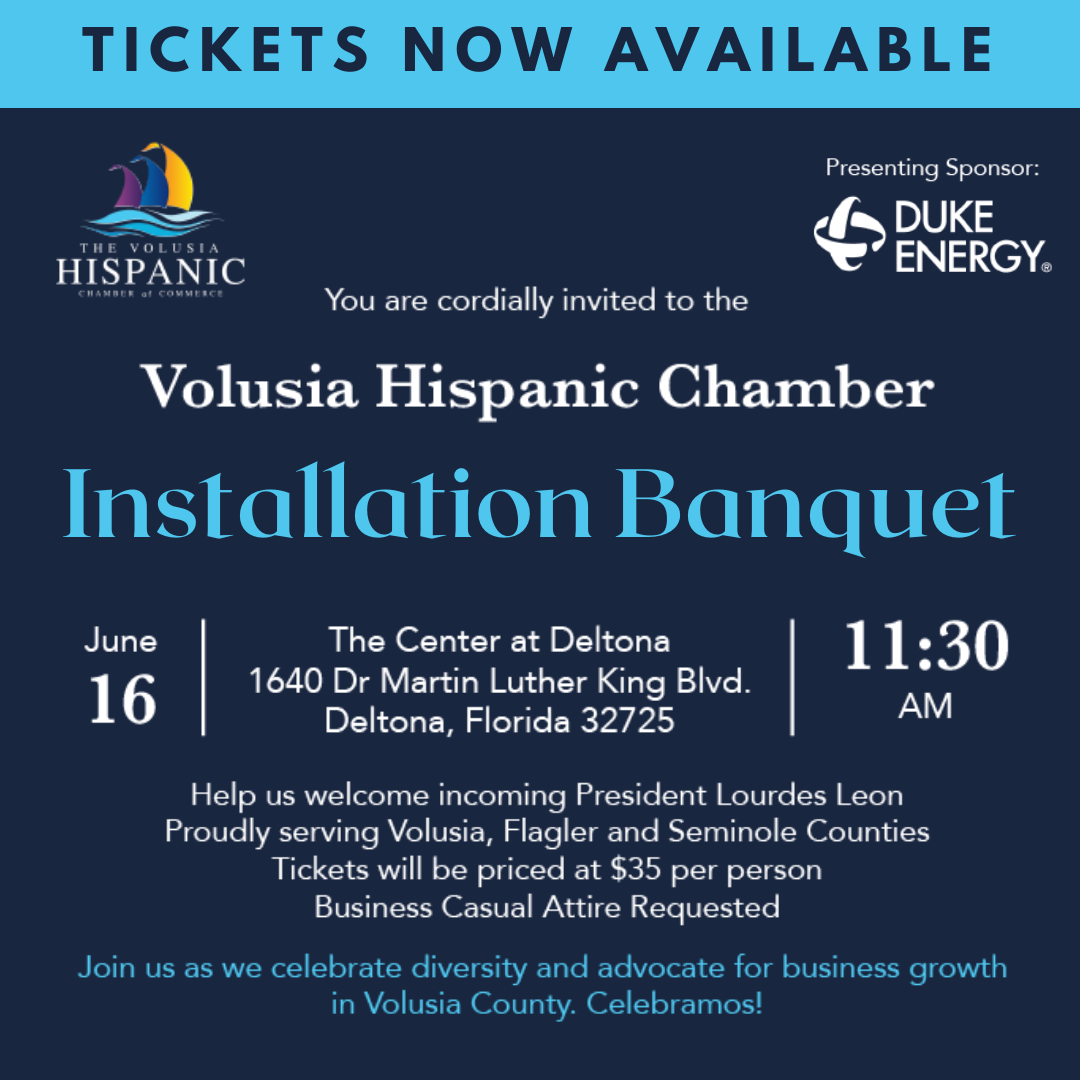 TICKETS NOW AVAILABLE
THE VOLUSIA
HISPANIC
CHAMBER of COMMERCE
Presenting Sponsor:
DUKE
ENERGY®
You are cordially invited to the
Volusia Hispanic Chamber
Installation Banquet
June
16
The Center at Deltona
1640 Dr Martin Luther King Blvd.
Deltona, Florida 32725
11:30
AM
Help us welcome incoming President Lourdes Leon
Proudly serving Volusia, Flagler and Seminole Counties
Tickets will be priced at $35 per person
Business Casual Attire Requested
Join us as we celebrate diversity and advocate for business growth
in Volusia County. Celebramos!